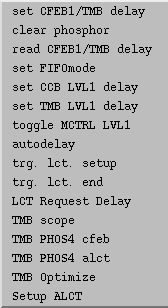 set CFEB1/TMB delay
clear phosphor
read CFEB1/TMB delay
set FIFOmode
set CCB LVL1 delay
set TMB LVL1 delay
toggle MCTRL LVL1
autodelay
trg. lct. setup
trg. lct. end
LCT Request Delay
TMB scope
TMB PHOS4 cfeb
TMB PHOS4 alct
TMB Optimize
Setup ALCT